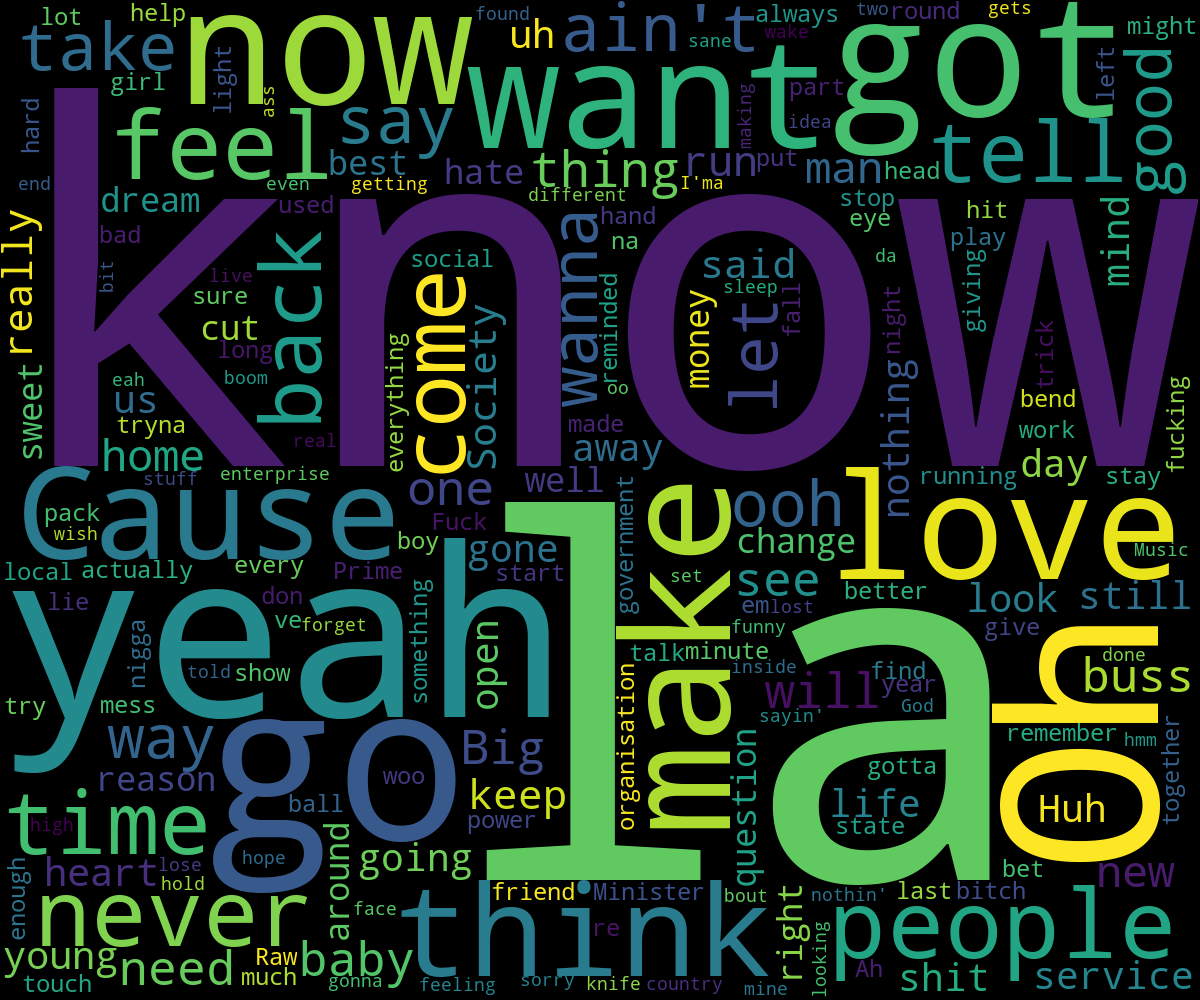 lot
help
now
found
uh
ain't
sane
always
wake
two
round
got
gets
might
take
girl
light
ass
say
want
making
part
idea
left
good
hard
feel
best
hate
thing
run
put
man
head
tell
end
dream
even
getting
used
different
I'ma
hand
stop
eye
hit
mind
really
bad
bit
know
live
back
social
come
Society
wanna
na
said
sleep
money
let
fall
da
play
giving
trick
sure
cut
long
reminded
night
nothing
sweet
eah
us
boom
tryna
everything
oo
bend
fucking
home
real
made
away
work
day
stuff
enterprise
one
well
running
stay
Cause
pack
wish
Fuck
boy
gone
government
make
ooh
change
love
Music
local
actually
every
Prime
start
set
see
better
look
still
lie
yeah
don
ve
forget
something
open
em
lost
funny
give
nigga
told
show
talk
minute
inside
la
find
done
buss
try
mess
will
year
God
sayin'
oh
remember
hmm
together
way
go
Big
organisation
question
reason
woo
keep
gotta
time
high
ball
power
life
state
Huh
hope
around
going
heart
lose
hold
enough
never
face
think
friend
Minister
bout
nothin'
last
bitch
bet
new
young
need
Raw
much
baby
re
right
looking
people
Ah
shit
service
touch
gonna
feeling
sorry
knife
country
mine